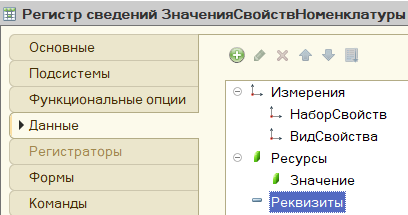 Регистр сведений ЗначенияСвойствНоменклатуры
Основные
Подсистемы
Функциональные опции
Данные
Регистраторы
Формы
Команды
Измерения
НаборСвойств
ВидСвойства
Ресурсы
Значение
Реквизиты